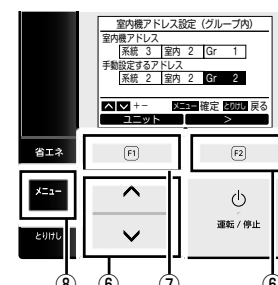 室内機アドレス設定（グループ内）
室内機アドレス
系統 3 室内 2 Gr 1
手動設定するアドレス
系統 2 室内 2 Gr 2
+- メニュー 確定 とりけし 戻る
ユニット >
省エネ F1 F2
メニュー
運転 / 停止
とりけし
⑧ ⑥ ⑦ ⑥